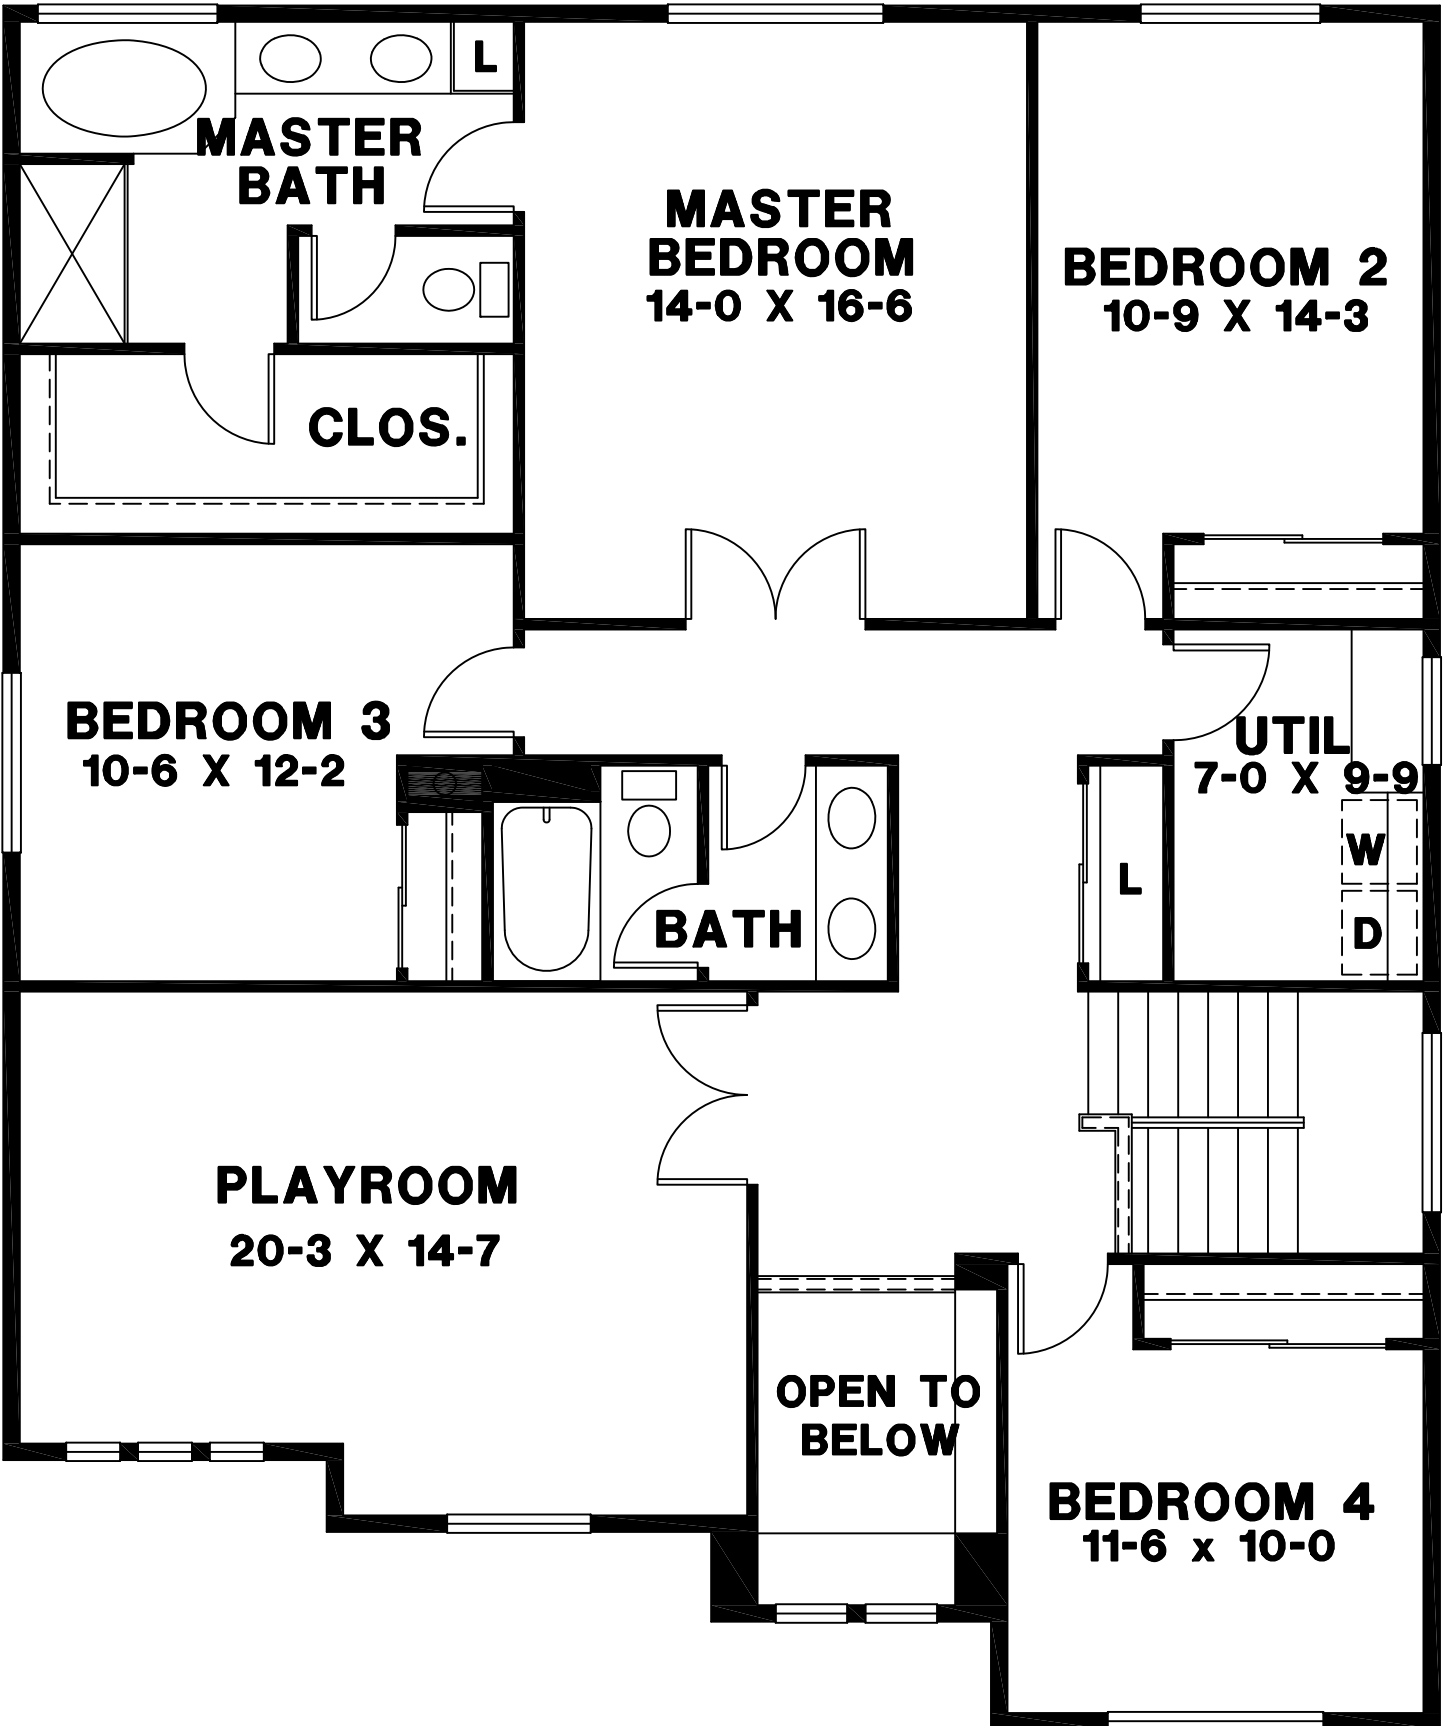 L
MASTER
BATH
MASTER
BEDROOM
14-0 X 16-6
BEDROOM 2
10-9 X 14-3
CLOS.
BEDROOM 3
10-6 X 12-2
UTIL
7-0 X 9-9
W
L
D
BATH
PLAYROOM
20-3 X 14-7
OPEN TO
BELOW
BEDROOM 4
11-6 x 10-0